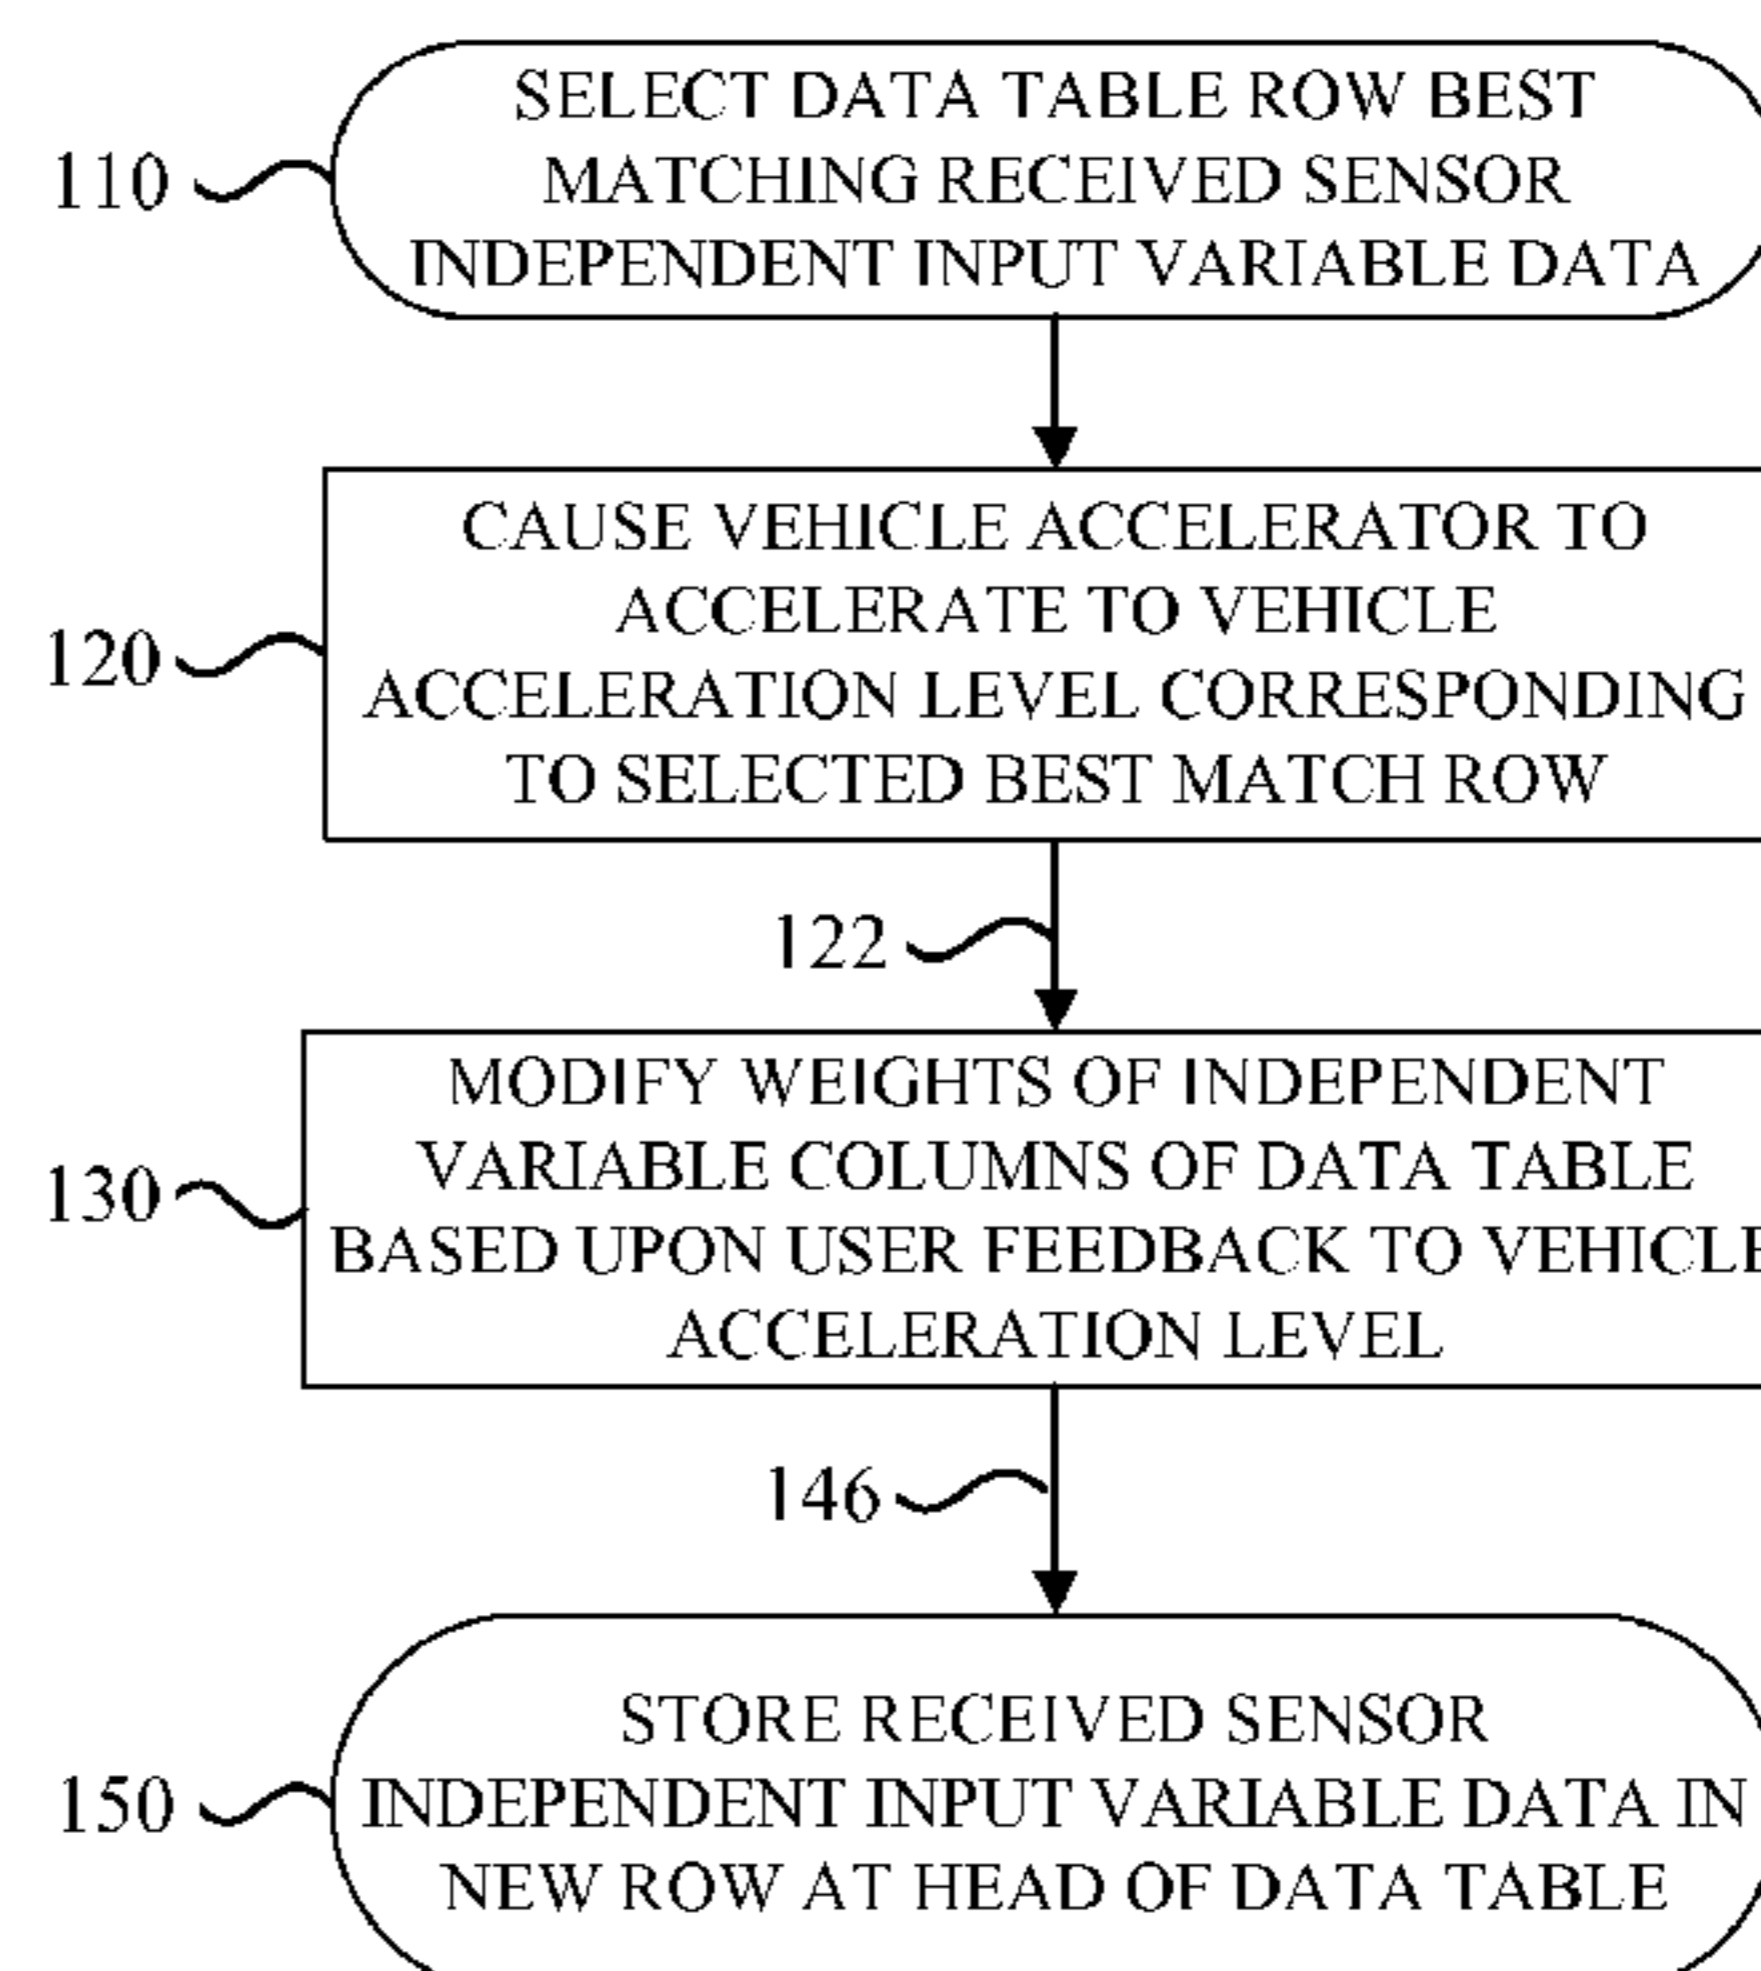 SELECT DATA TABLE ROW BEST
MATCHING RECEIVED SENSOR
INDEPENDENT INPUT VARIABLE DATA
110
CAUSE VEHICLE ACCELERATOR TO
ACCELERATE TO VEHICLE
ACCELERATION LEVEL CORRESPONDING
TO SELECTED BEST MATCH ROW
120
122
MODIFY WEIGHTS OF INDEPENDENT
VARIABLE COLUMNS OF DATA TABLE
BASED UPON USER FEEDBACK TO VEHICLE
ACCELERATION LEVEL
130
146
STORE RECEIVED SENSOR
INDEPENDENT INPUT VARIABLE DATA IN
NEW ROW AT HEAD OF DATA TABLE
150